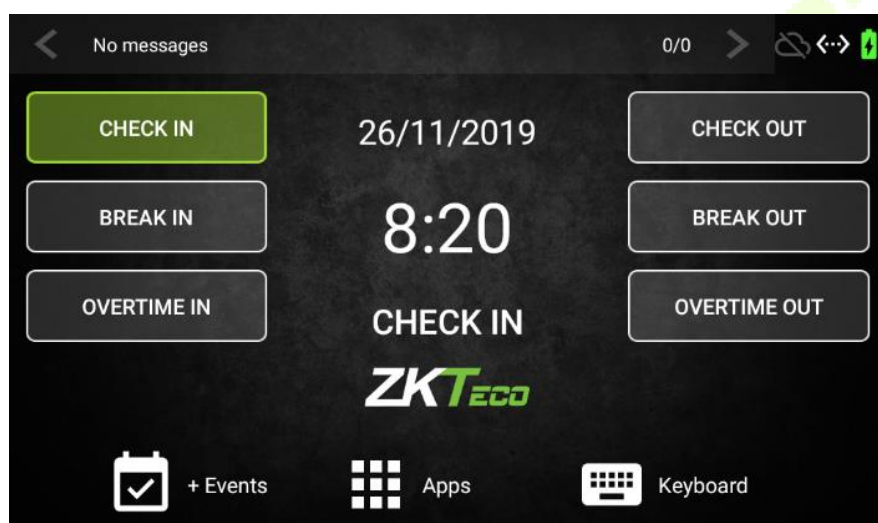 No messages 0/0
CHECK IN
26/11/2019
CHECK OUT
BREAK IN
8:20
BREAK OUT
OVERTIME IN
CHECK IN
OVERTIME OUT
ZKTECO
+ Events
Apps
Keyboard